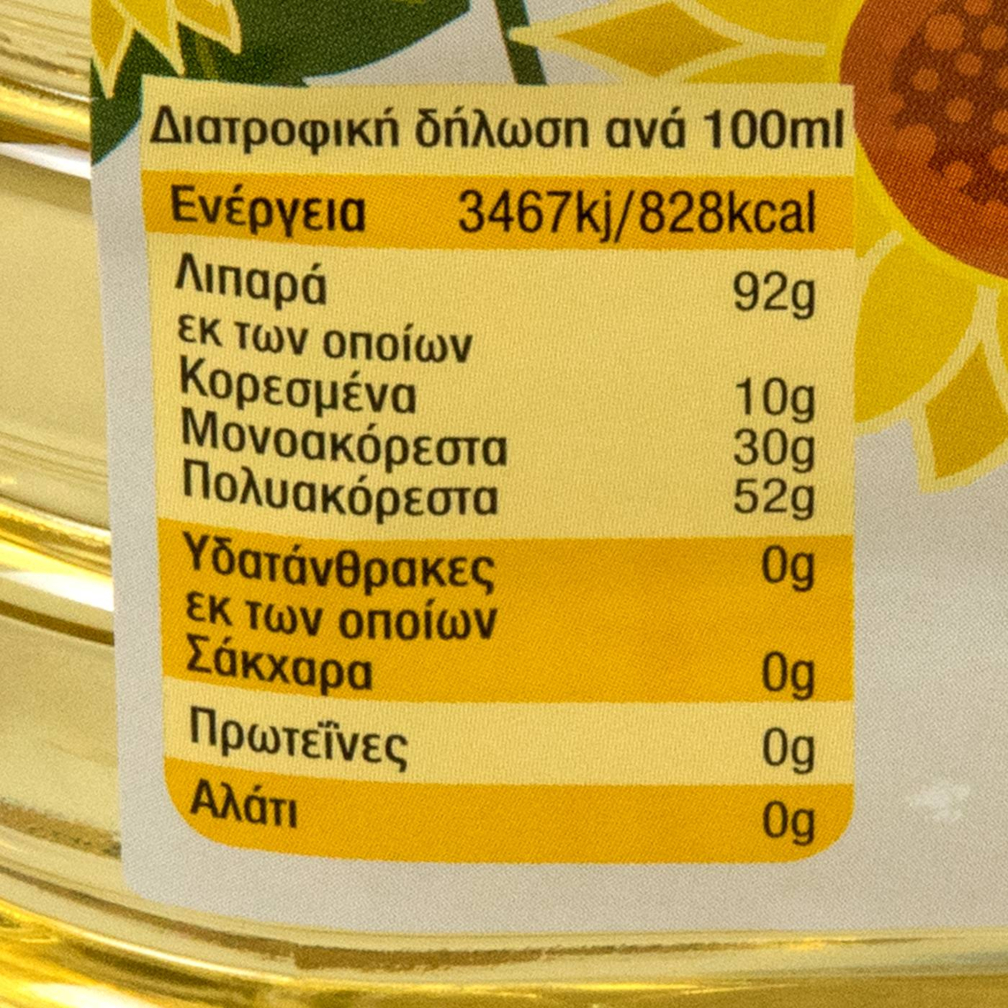 Διατροφική δήλωση ανά 100ml
Ενέργεια 3467kj/828kcal
Λιπαρά 92g
εκ των οποίων
Κορεσμένα 10g
Μονοακόρεστα 30g
Πολυακόρεστα 52g
Υδατάνθρακες 0g
εκ των οποίων
Σάκχαρα 0g
Πρωτεΐνες 0g
Αλάτι 0g